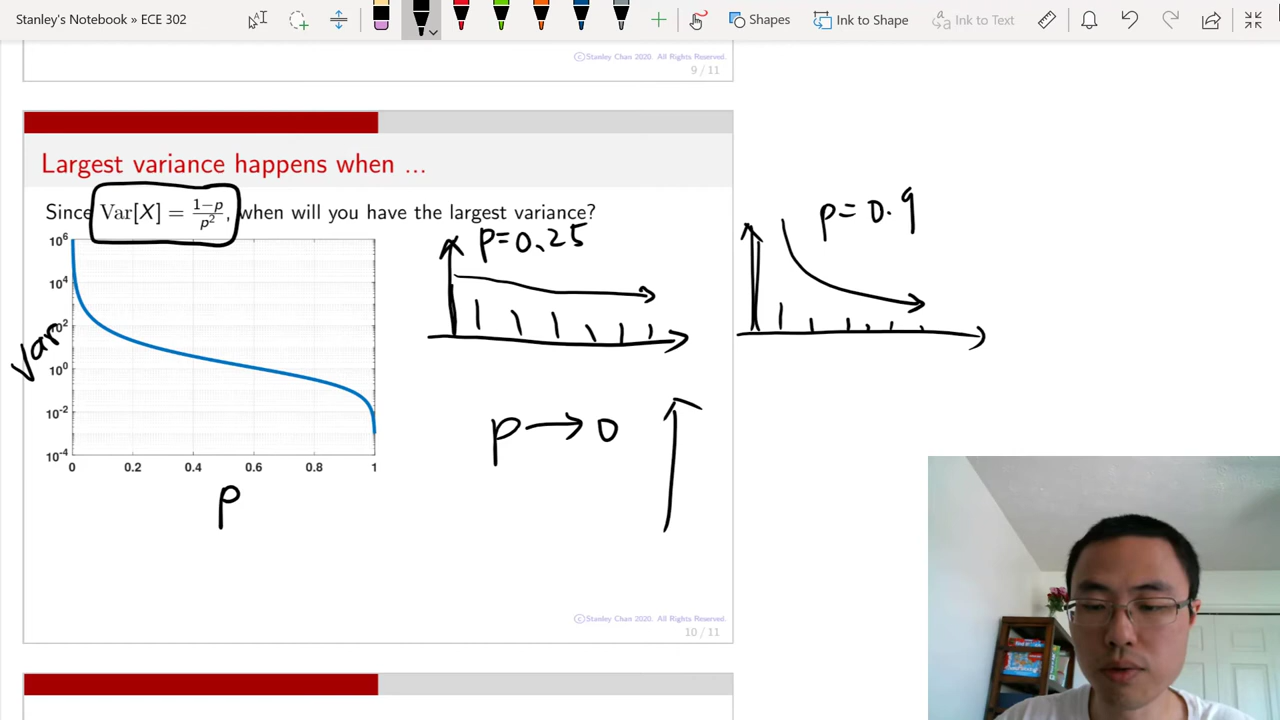 Stanley's Notebook » ECE 302
Shapes
Ink to Shape
Ink to Text
©Stanley Chan 2020. All Rights Reserved.
9 / 11
Largest variance happens when ...
Since Var[X] = (1−p)/p², when will you have the largest variance?
p=0.25
p=0.9
10^6
10^4
10^2
10^0
10^-2
10^-4
Var
0 0.2 0.4 0.6 0.8 1
p
p → 0
©Stanley Chan 2020. All Rights Reserved.
10 / 11